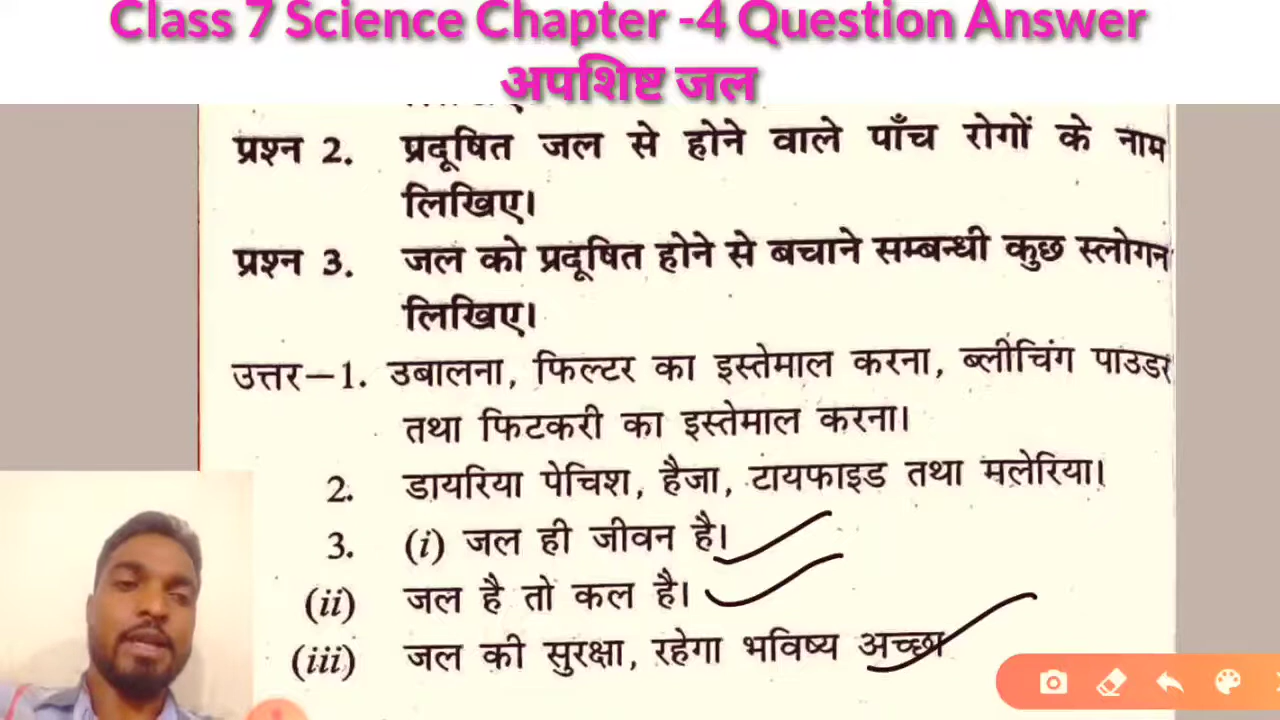 Class 7 Science Chapter -4 Question Answer
अपशिष्ट जल
प्रश्न 2. प्रदूषित जल से होने वाले पाँच रोगों के नाम
लिखिए।
प्रश्न 3. जल को प्रदूषित होने से बचाने सम्बन्धी कुछ स्लोगन
लिखिए।
उत्तर–1. उबालना, फिल्टर का इस्तेमाल करना, ब्लीचिंग पाउडर
तथा फिटकरी का इस्तेमाल करना।
2. डायरिया पेचिश, हैजा, टायफाइड तथा मलेरिया।
3. (i) जल ही जीवन है।
(ii) जल है तो कल है।
(iii) जल की सुरक्षा, रहेगा भविष्य अच्छा